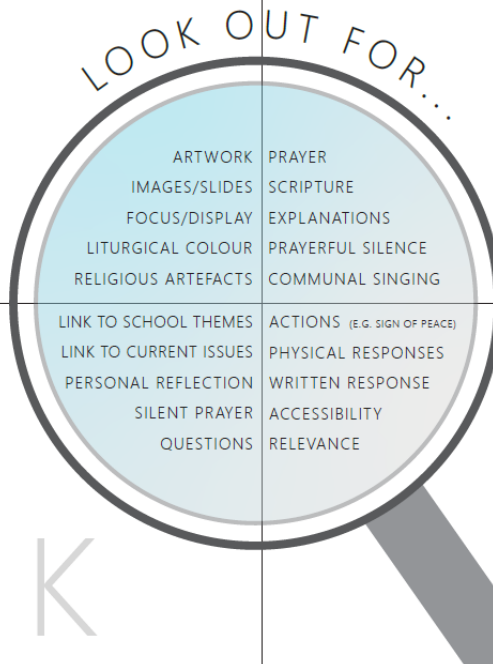 LOOK OUT FOR...
ARTWORK
IMAGES/SLIDES
FOCUS/DISPLAY
LITURGICAL COLOUR
RELIGIOUS ARTEFACTS
PRAYER
SCRIPTURE
EXPLANATIONS
PRAYERFUL SILENCE
COMMUNAL SINGING
LINK TO SCHOOL THEMES
LINK TO CURRENT ISSUES
PERSONAL REFLECTION
SILENT PRAYER
QUESTIONS
ACTIONS (E.G. SIGN OF PEACE)
PHYSICAL RESPONSES
WRITTEN RESPONSE
ACCESSIBILITY
RELEVANCE
K